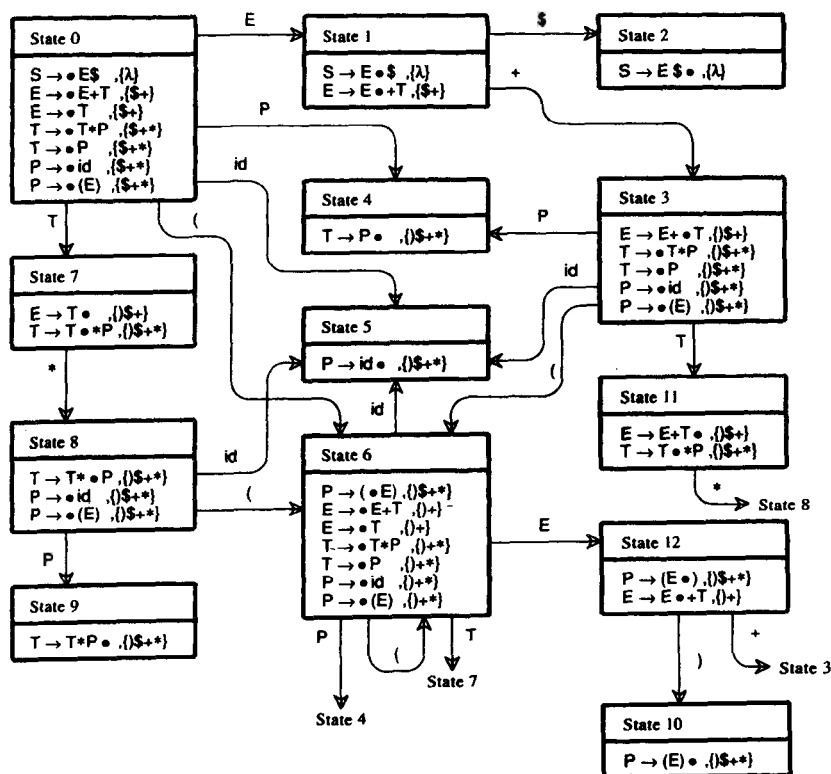 State 0
S → • E$ ,{λ}
E → • E+T ,{$+}
E → • T ,{$+}
T → • T*P ,{$+*}
T → • P ,{$+*}
P → • id ,{$+*}
P → • (E) ,{$+*}
E
State 1
S → E • $ ,{λ}
E → E • +T ,{$+}
$
State 2
S → E $ • ,{λ}
+
P
id
(
T
State 4
T → P • ,{)$+*}
P
State 3
E → E+ • T ,{)$+}
T → • T*P ,{)$+*}
T → • P ,{)$+*}
P → • id ,{)$+*}
P → • (E) ,{)$+*}
id
(
T
State 7
E → T • ,{)$+}
T → T • *P ,{)$+*}
*
State 5
P → id • ,{)$+*}
id
State 11
E → E+T • ,{)$+}
T → T • *P ,{)$+*}
*
State 8
State 8
T → T* • P ,{)$+*}
P → • id ,{)$+*}
P → • (E) ,{)$+*}
id
(
P
State 9
T → T*P • ,{)$+*}
State 6
P → ( • E) ,{)$+*}
E → • E+T ,{)+}
E → • T ,{)+}
T → • T*P ,{)+*}
T → • P ,{)+*}
P → • id ,{)+*}
P → • (E) ,{)+*}
E
P
(
T
State 4
State 7
State 12
P → (E • ) ,{)$+*}
E → E • +T ,{)+}
)
+
State 3
State 10
P → (E) • ,{)$+*}